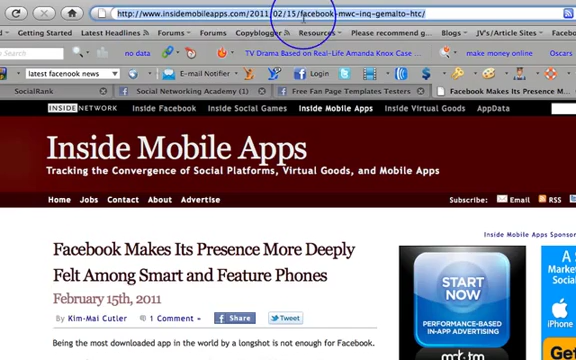 http://www.insidemobileapps.com/2011/02/15/facebook-mwc-inq-gemalto-htc/
Getting Started Forums Forums Copyblogger Resources Please recommend g... English Blogs JV's Article Sites Other
no data TV Drama Based on Real-Life Amanda Knox Case ... make money online Oscars
latest facenook news E-mail Notifier Login
SocialRank Social Networking Academy (1) Free Fan Page Templates Testers Facebook Makes Its Presence M...
INSIDE NETWORK Inside Facebook Inside Social Games Inside Mobile Apps Inside Virtual Goods AppData
Inside Mobile Apps
Tracking the Convergence of Social Platforms, Virtual Goods, and Mobile Apps
Home Jobs Contact About Advertise Subscribe: Email RSS
Inside Mobile Apps Sponsor
Facebook Makes Its Presence More Deeply
Felt Among Smart and Feature Phones
February 15th, 2011
By Kim-Mai Cutler 1 Comment » Share Tweet
Being the most downloaded app in the world by a longshot is not enough for Facebook.
START
NOW
PERFORMANCE-BASED
IN-APP ADVERTISING